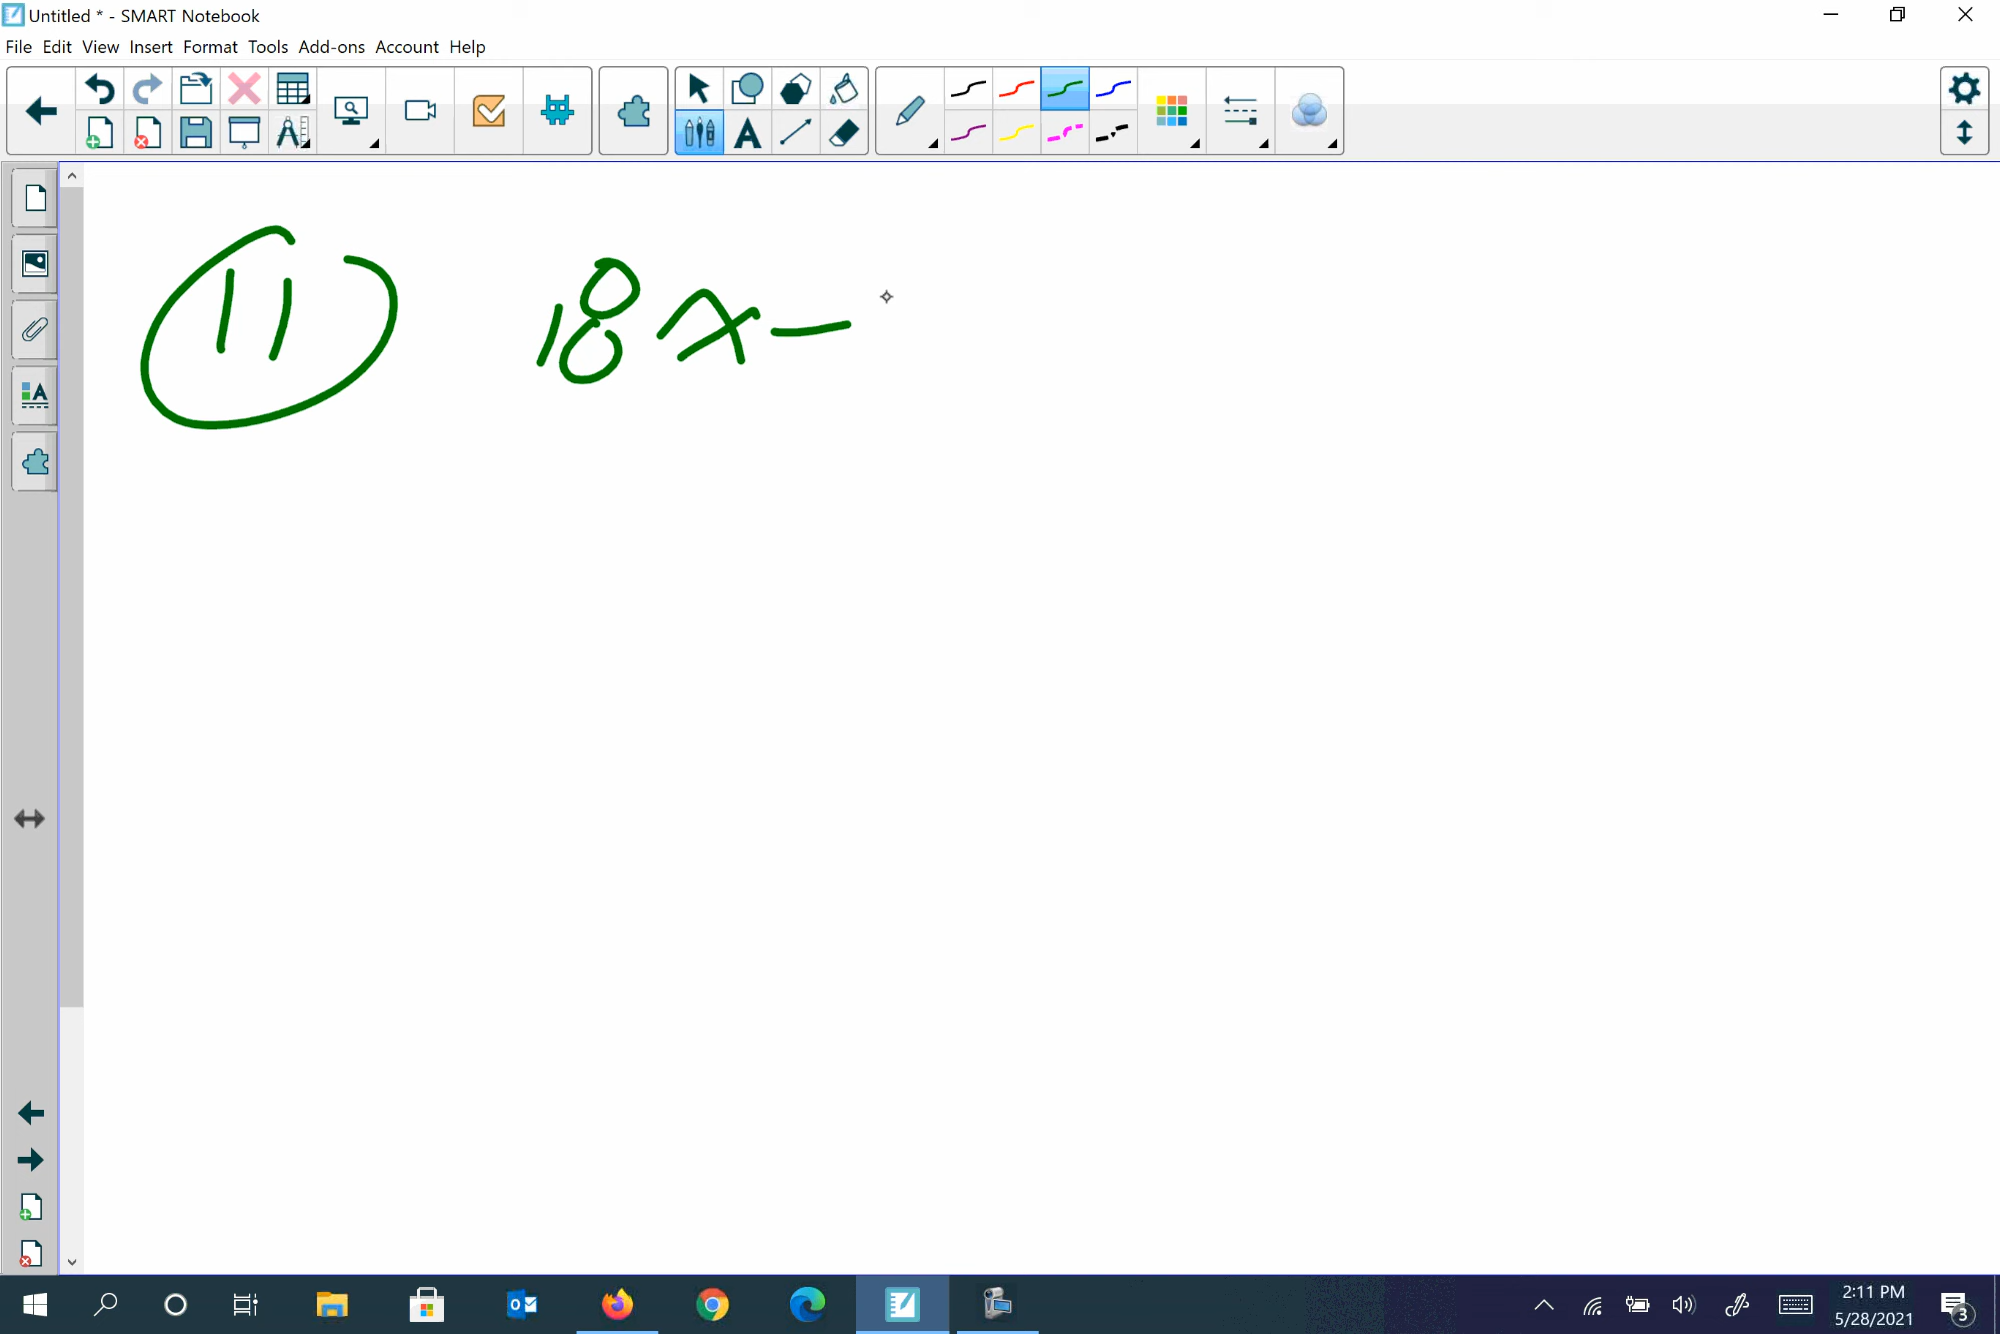 Untitled * - SMART Notebook
File Edit View Insert Format Tools Add-ons Account Help
11 18x-
2:11 PM
5/28/2021
3